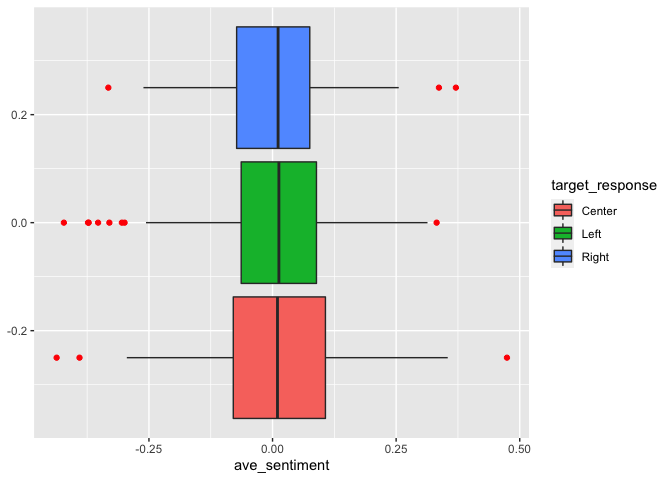 0.2
0.0
-0.2
-0.25
0.00
0.25
0.50
ave_sentiment
target_response
Center
Left
Right